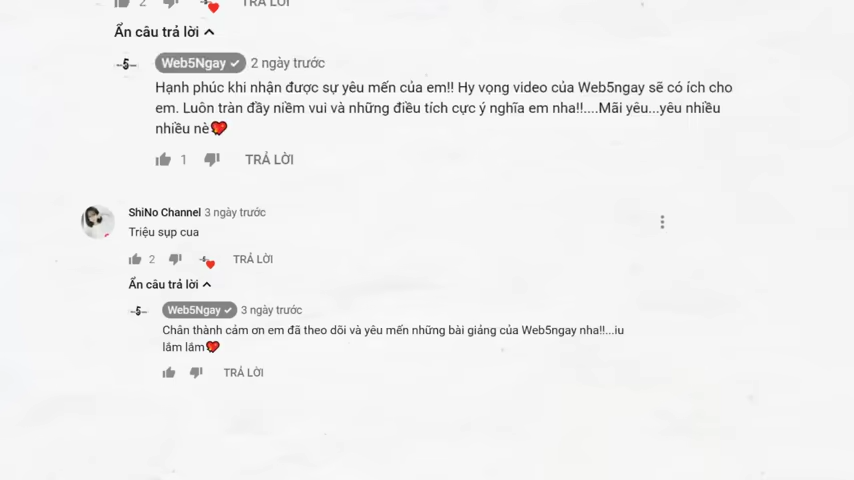 2 TRẢ LỜI
Ẩn câu trả lời
Web5Ngay 2 ngày trước
Hạnh phúc khi nhận được sự yêu mến của em!! Hy vọng video của Web5ngay sẽ có ích cho
em. Luôn tràn đầy niềm vui và những điều tích cực ý nghĩa em nha!!....Mãi yêu...yêu nhiều
nhiều nè
1 TRẢ LỜI
ShiNo Channel 3 ngày trước
Triệu sụp cua
2 TRẢ LỜI
Ẩn câu trả lời
Web5Ngay 3 ngày trước
Chân thành cảm ơn em đã theo dõi và yêu mến những bài giảng của Web5ngay nha!!...iu
lắm lắm
TRẢ LỜI